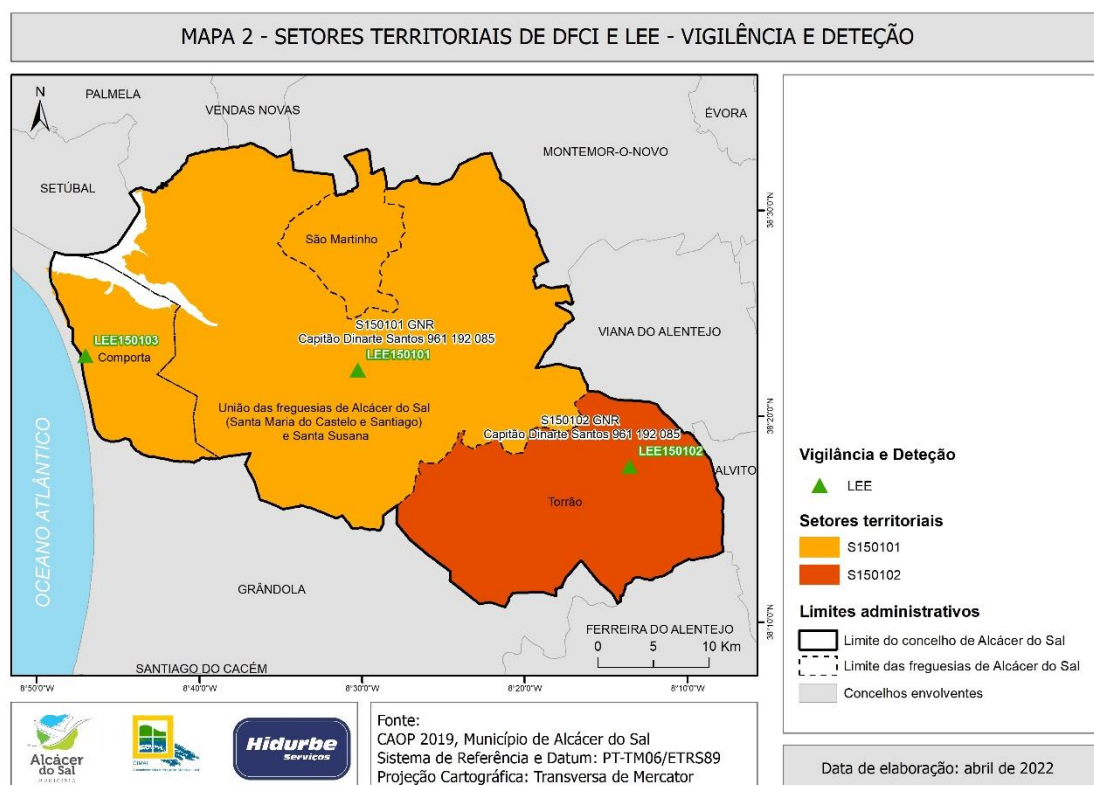 MAPA 2 - SETORES TERRITORIAIS DE DFCI E LEE - VIGILÊNCIA E DETEÇÃO
N
PALMELA
VENDAS NOVAS
ÉVORA
MONTEMOR-O-NOVO
SETÚBAL
38°30'0"N
São Martinho
S150101 GNR
Capitão Dinarte Santos 961 192 085
LEE150101
LEE150103
Comporta
VIANA DO ALENTEJO
União das freguesias de Alcácer do Sal
(Santa Maria do Castelo e Santiago)
e Santa Susana
38°20'0"N
S150102 GNR
Capitão Dinarte Santos 961 192 085
LEE150102
ALVITO
Torrão
OCEANO ATLÂNTICO
GRÂNDOLA
38°10'0"N
FERREIRA DO ALENTEJO
0 5 10 Km
SANTIAGO DO CACÉM
8°50'0"W 8°40'0"W 8°30'0"W 8°20'0"W 8°10'0"W
Vigilância e Deteção
LEE
Setores territoriais
S150101
S150102
Limites administrativos
Limite do concelho de Alcácer do Sal
Limite das freguesias de Alcácer do Sal
Concelhos envolventes
Alcácer
do Sal
MUNICÍPIO
Hidurbe
Serviços
Fonte:
CAOP 2019, Município de Alcácer do Sal
Sistema de Referência e Datum: PT-TM06/ETRS89
Projeção Cartográfica: Transversa de Mercator
Data de elaboração: abril de 2022